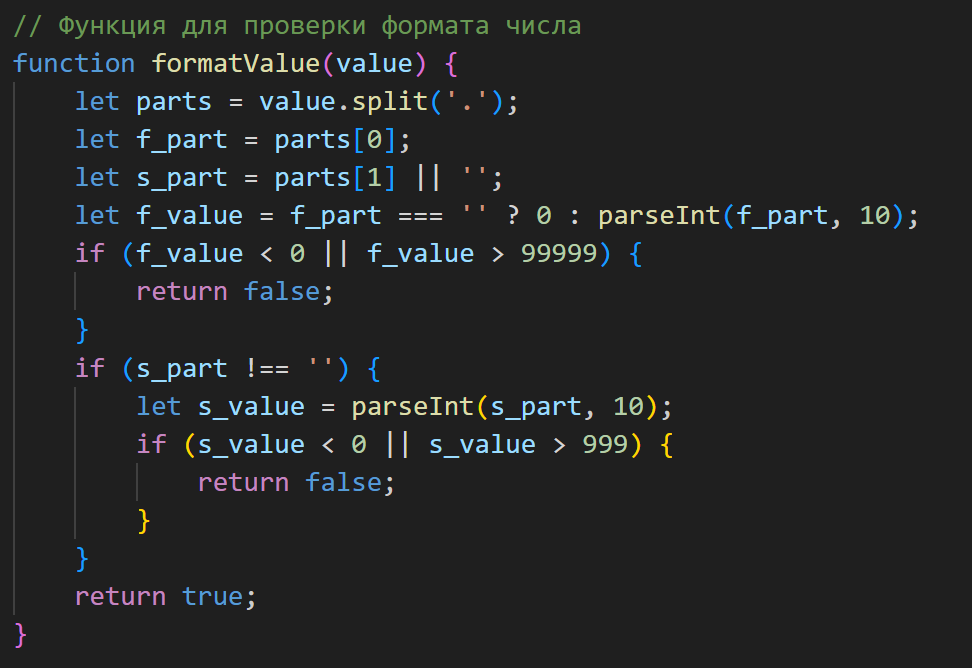 // Функция для проверки формата числа
function formatValue(value) {
    let parts = value.split('.');
    let f_part = parts[0];
    let s_part = parts[1] || '';
    let f_value = f_part === '' ? 0 : parseInt(f_part, 10);
    if (f_value < 0 || f_value > 99999) {
        return false;
    }
    if (s_part !== '') {
        let s_value = parseInt(s_part, 10);
        if (s_value < 0 || s_value > 999) {
            return false;
        }
    }
    return true;
}